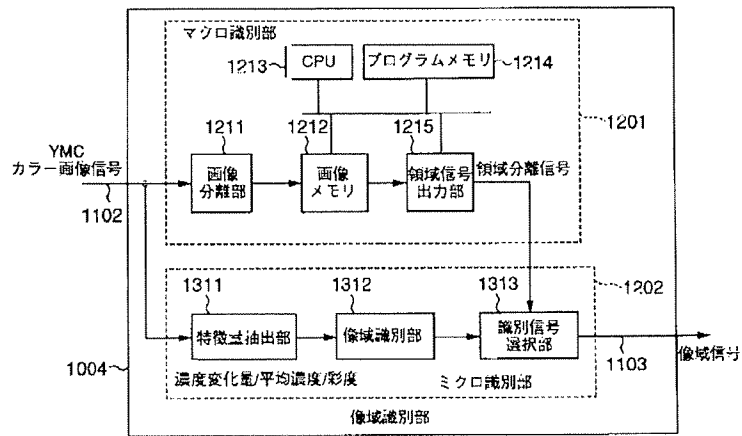 マクロ識別部
1213
CPU
プログラムメモリ
1214
1211
1212
1215
1201
YMC
カラー画像信号
画像
分離部
画像
メモリ
領域信号
出力部
領域分離信号
1102
1311
1312
1313
1202
特徴量抽出部
像域識別部
識別信号
選択部
1103
像域信号
1004
濃度変化量/平均濃度/彩度
ミクロ識別部
像域識別部